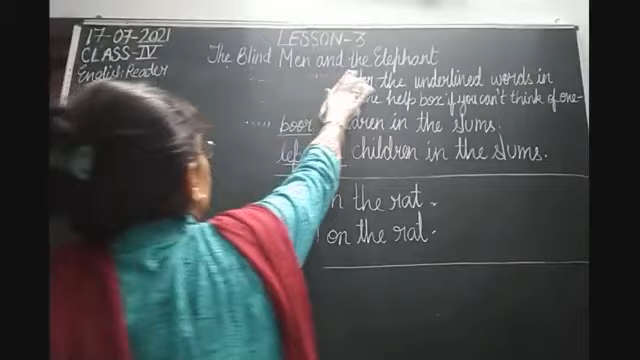 17-07-2021
CLASS-IV
English Reader
LESSON-3
The Blind Men and the Elephant
the underlined words in
help box if you can't think of one-
poor children in the slums.
children in the slums.
the rat.
on the rat.